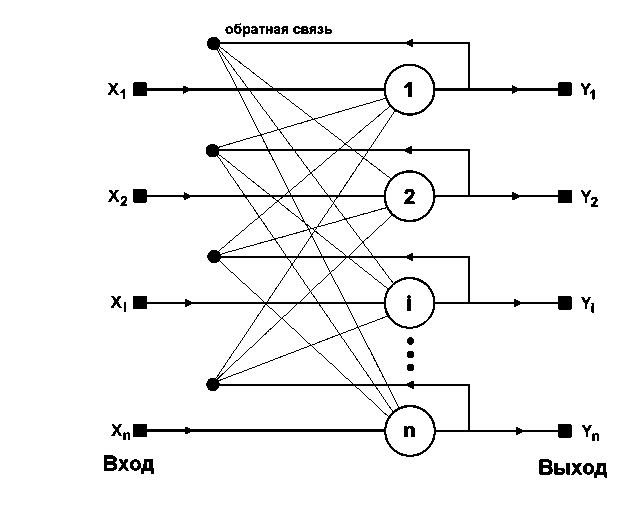 обратная связь
X1 1 Y1
X2 2 Y2
Xi i Yi
Xn n Yn
Вход Выход